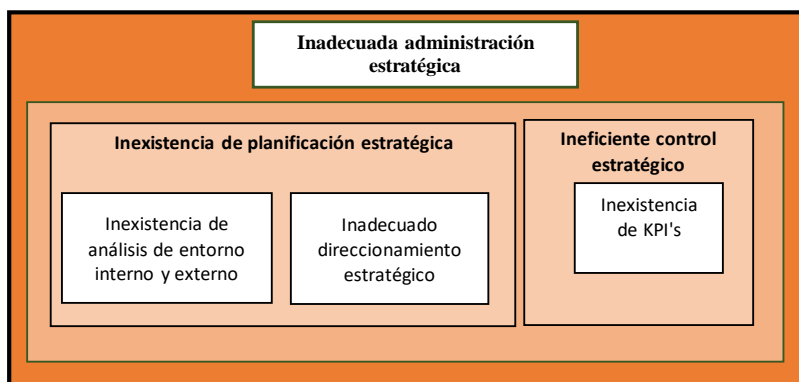 Inadecuada administración
estratégica
Inexistencia de planificación estratégica
Inexistencia de
análisis de entorno
interno y externo
Inadecuado
direccionamiento
estratégico
Ineficiente control
estratégico
Inexistencia
de KPI's